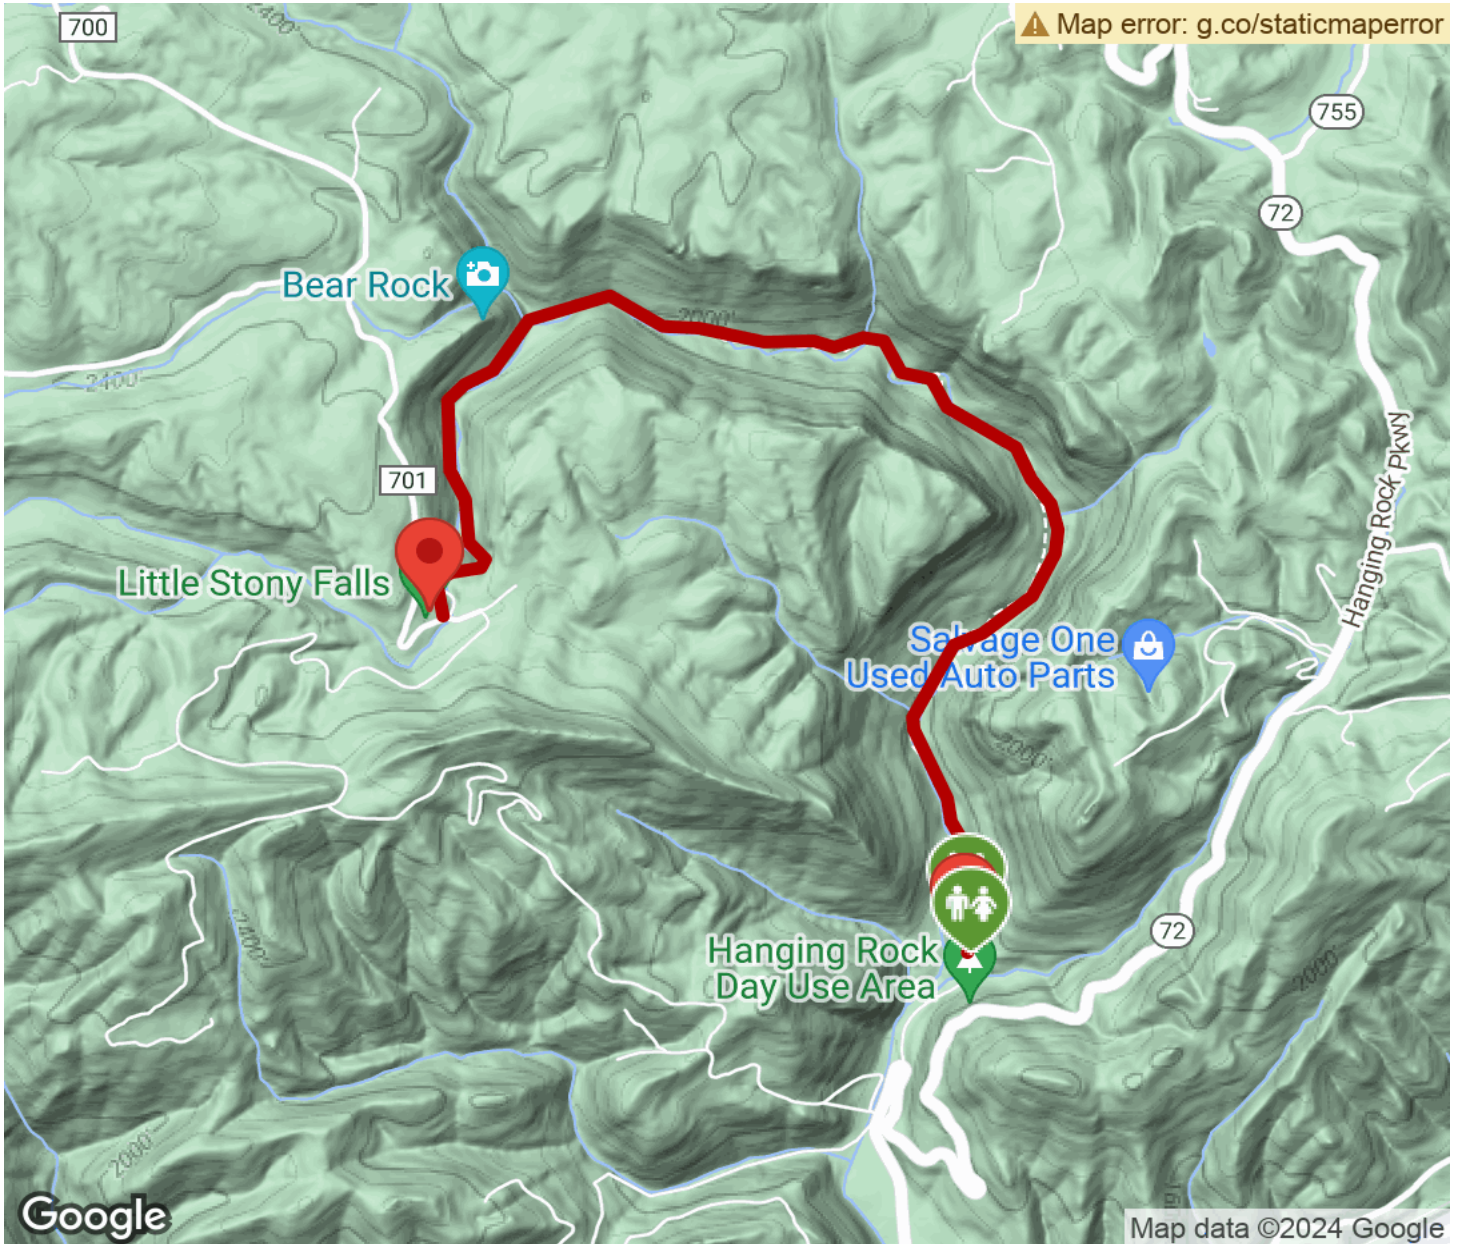 2400'
700
Map error: g.co/staticmaperror
755
72
Bear Rock
2000'
2400'
Hanging Rock Pkwy
701
Little Stony Falls
Salvage One
Used Auto Parts
2000'
2400'
72
Hanging Rock
Day Use Area
2000'
2000'
Google
Map data ©2024 Google